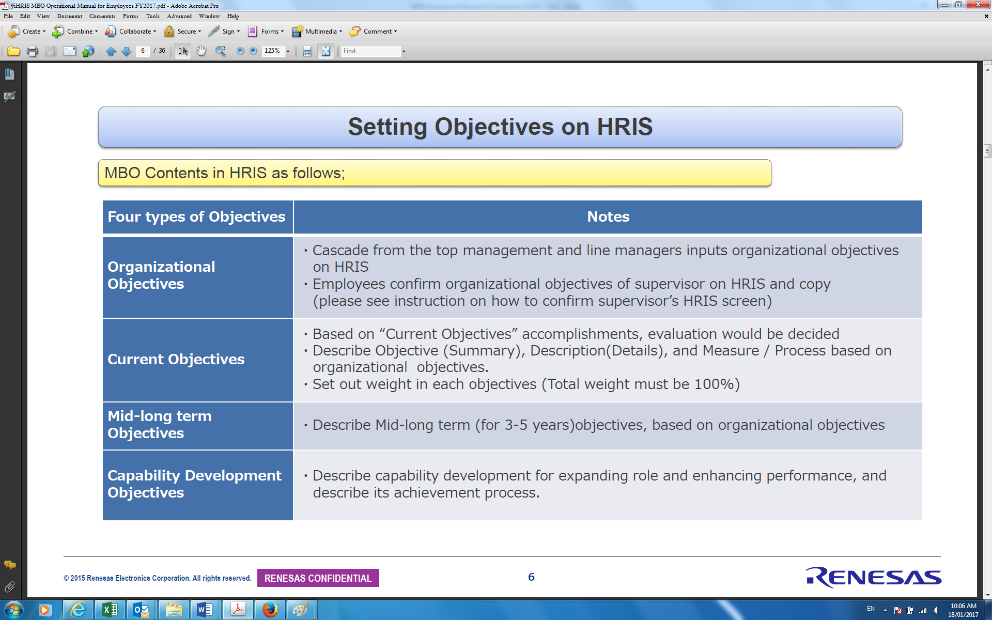 HRIS MBO Operational Manual for Employees FY2017.pdf - Adobe Acrobat Pro
File Edit View Document Comments Forms Tools Advanced Window Help
Create Combine Collaborate Secure Sign Forms Multimedia Comment
6 / 36 125% Find
Setting Objectives on HRIS
MBO Contents in HRIS as follows;
Four types of Objectives Notes
Organizational
Objectives
・Cascade from the top management and line managers inputs organizational objectives
on HRIS
・Employees confirm organizational objectives of supervisor on HRIS and copy
(please see instruction on how to confirm supervisor's HRIS screen)
Current Objectives
・Based on “Current Objectives” accomplishments, evaluation would be decided
・Describe Objective (Summary), Description(Details), and Measure / Process based on
organizational objectives.
・Set out weight in each objectives (Total weight must be 100%)
Mid-long term
Objectives
・Describe Mid-long term (for 3-5 years)objectives, based on organizational objectives
Capability Development
Objectives
・Describe capability development for expanding role and enhancing performance, and
describe its achievement process.
© 2015 Renesas Electronics Corporation. All rights reserved. RENESAS CONFIDENTIAL 6 RENESAS
EN 10:06 AM
18/01/2017